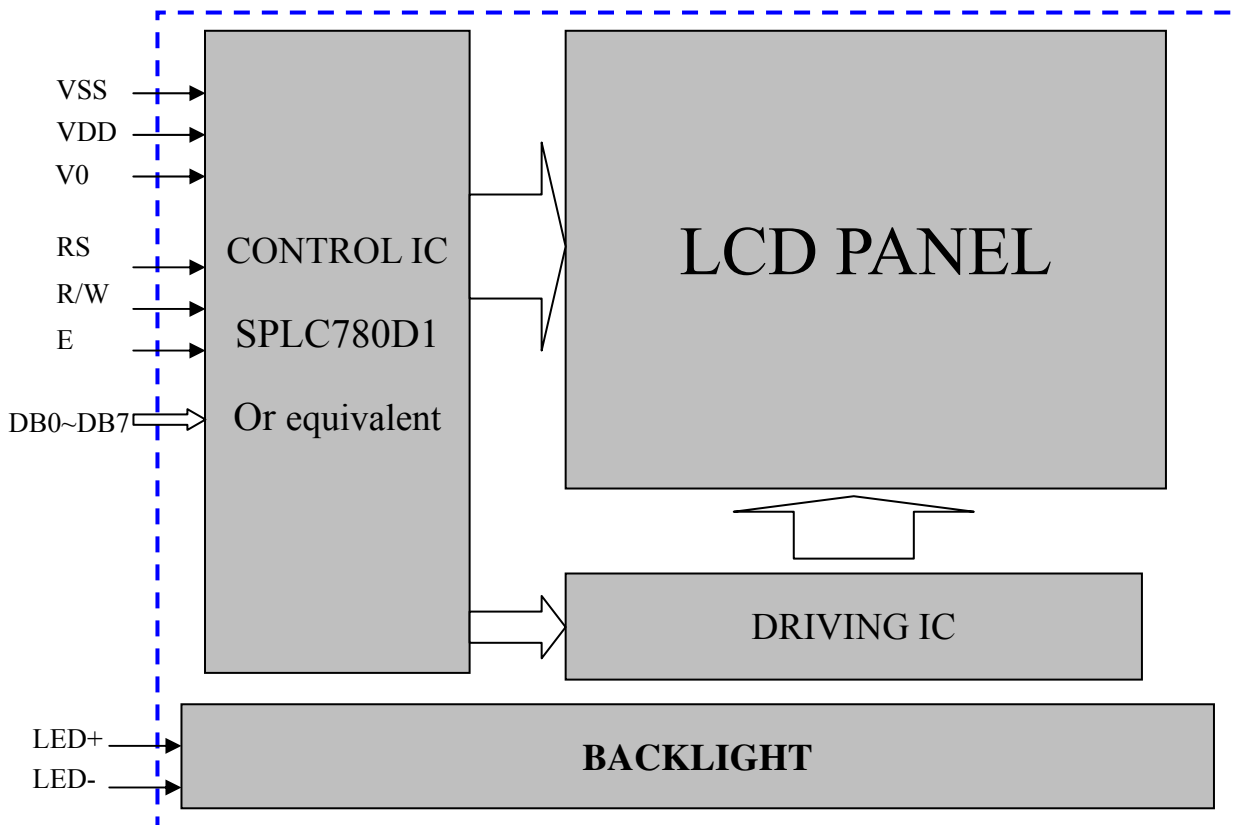 VSS
VDD
V0
RS
R/W
E
DB0~DB7
CONTROL IC
SPLC780D1
Or equivalent
LCD PANEL
DRIVING IC
LED+
LED-
BACKLIGHT